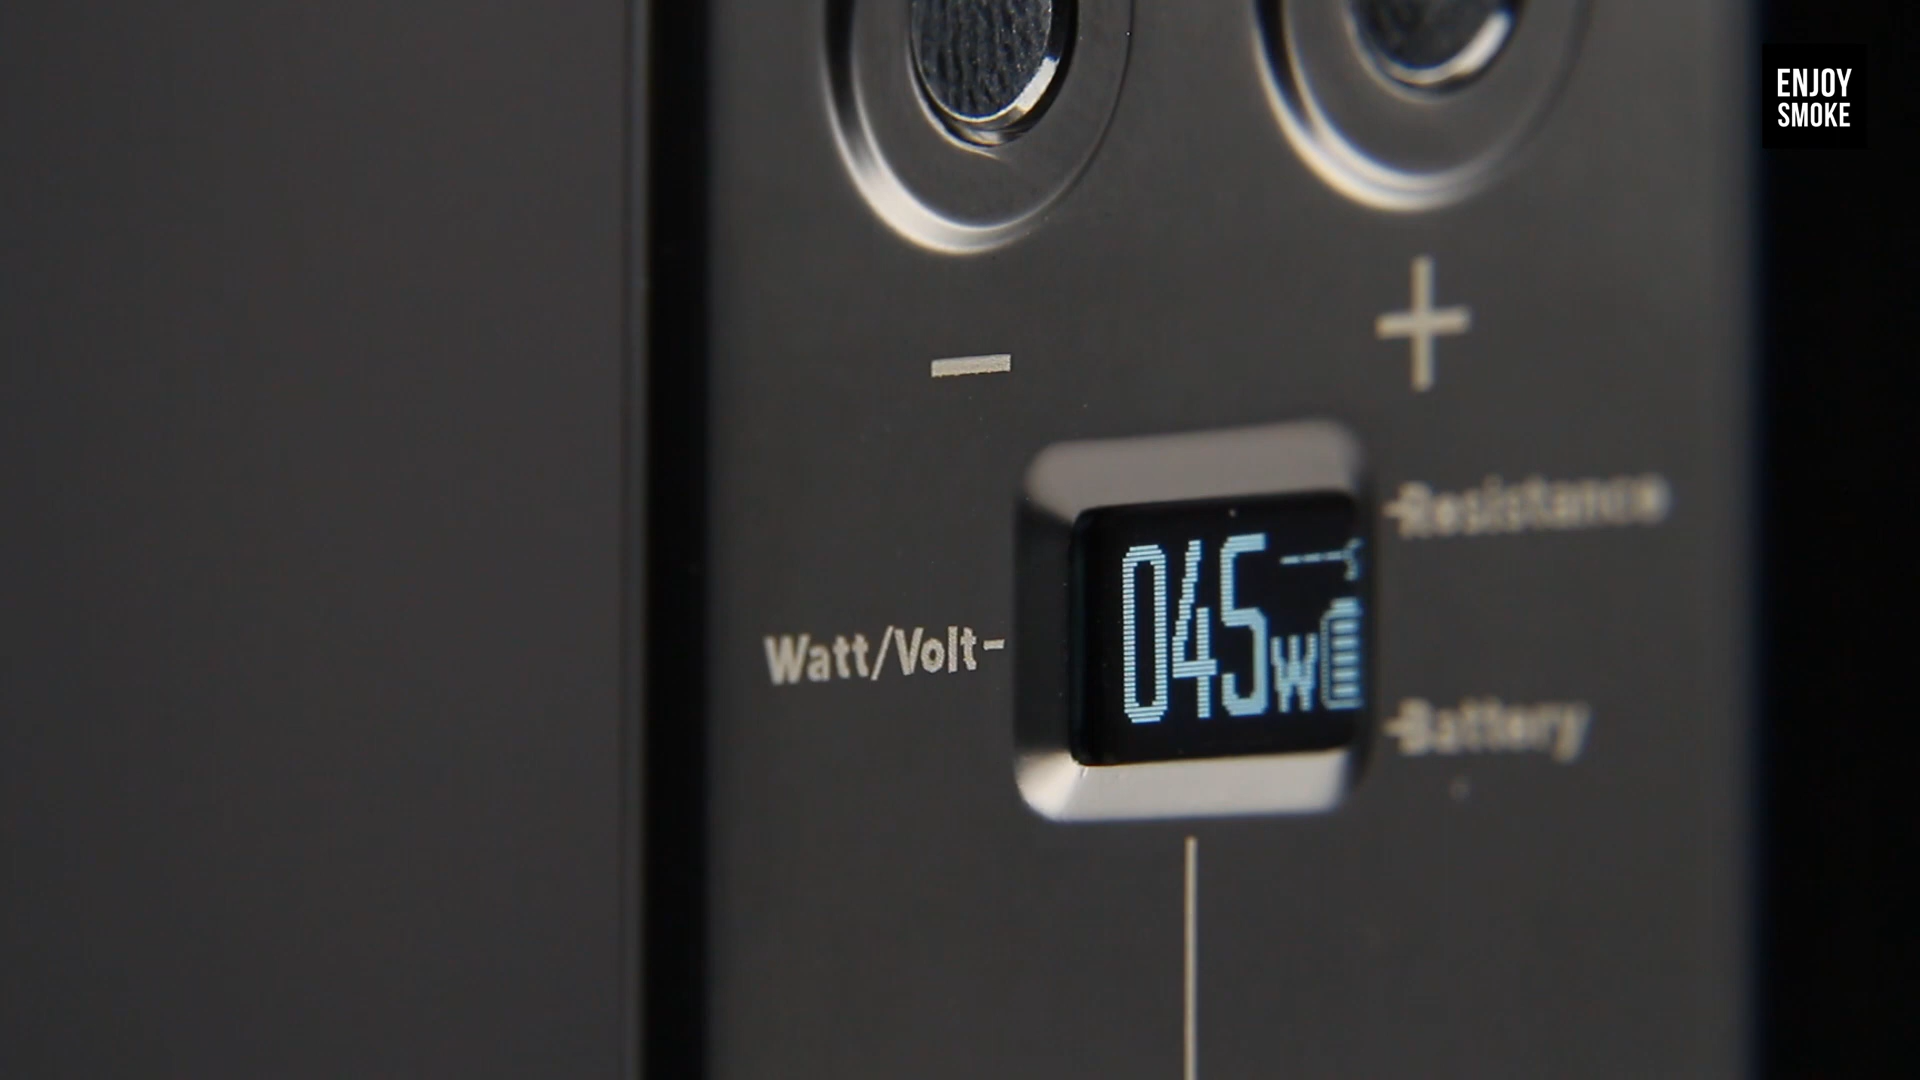 ENJOY
SMOKE
−
+
Resistance
045W
Watt/Volt
Battery